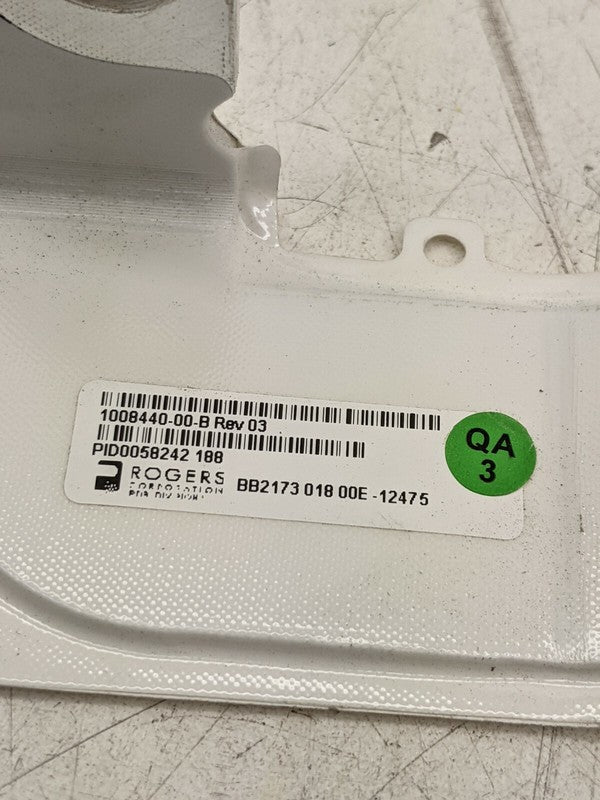 1008440-00-B Rev 03
PID0058242 188
ROGERS
CORPORATION
BB2173 018 00E -12475
QA
3